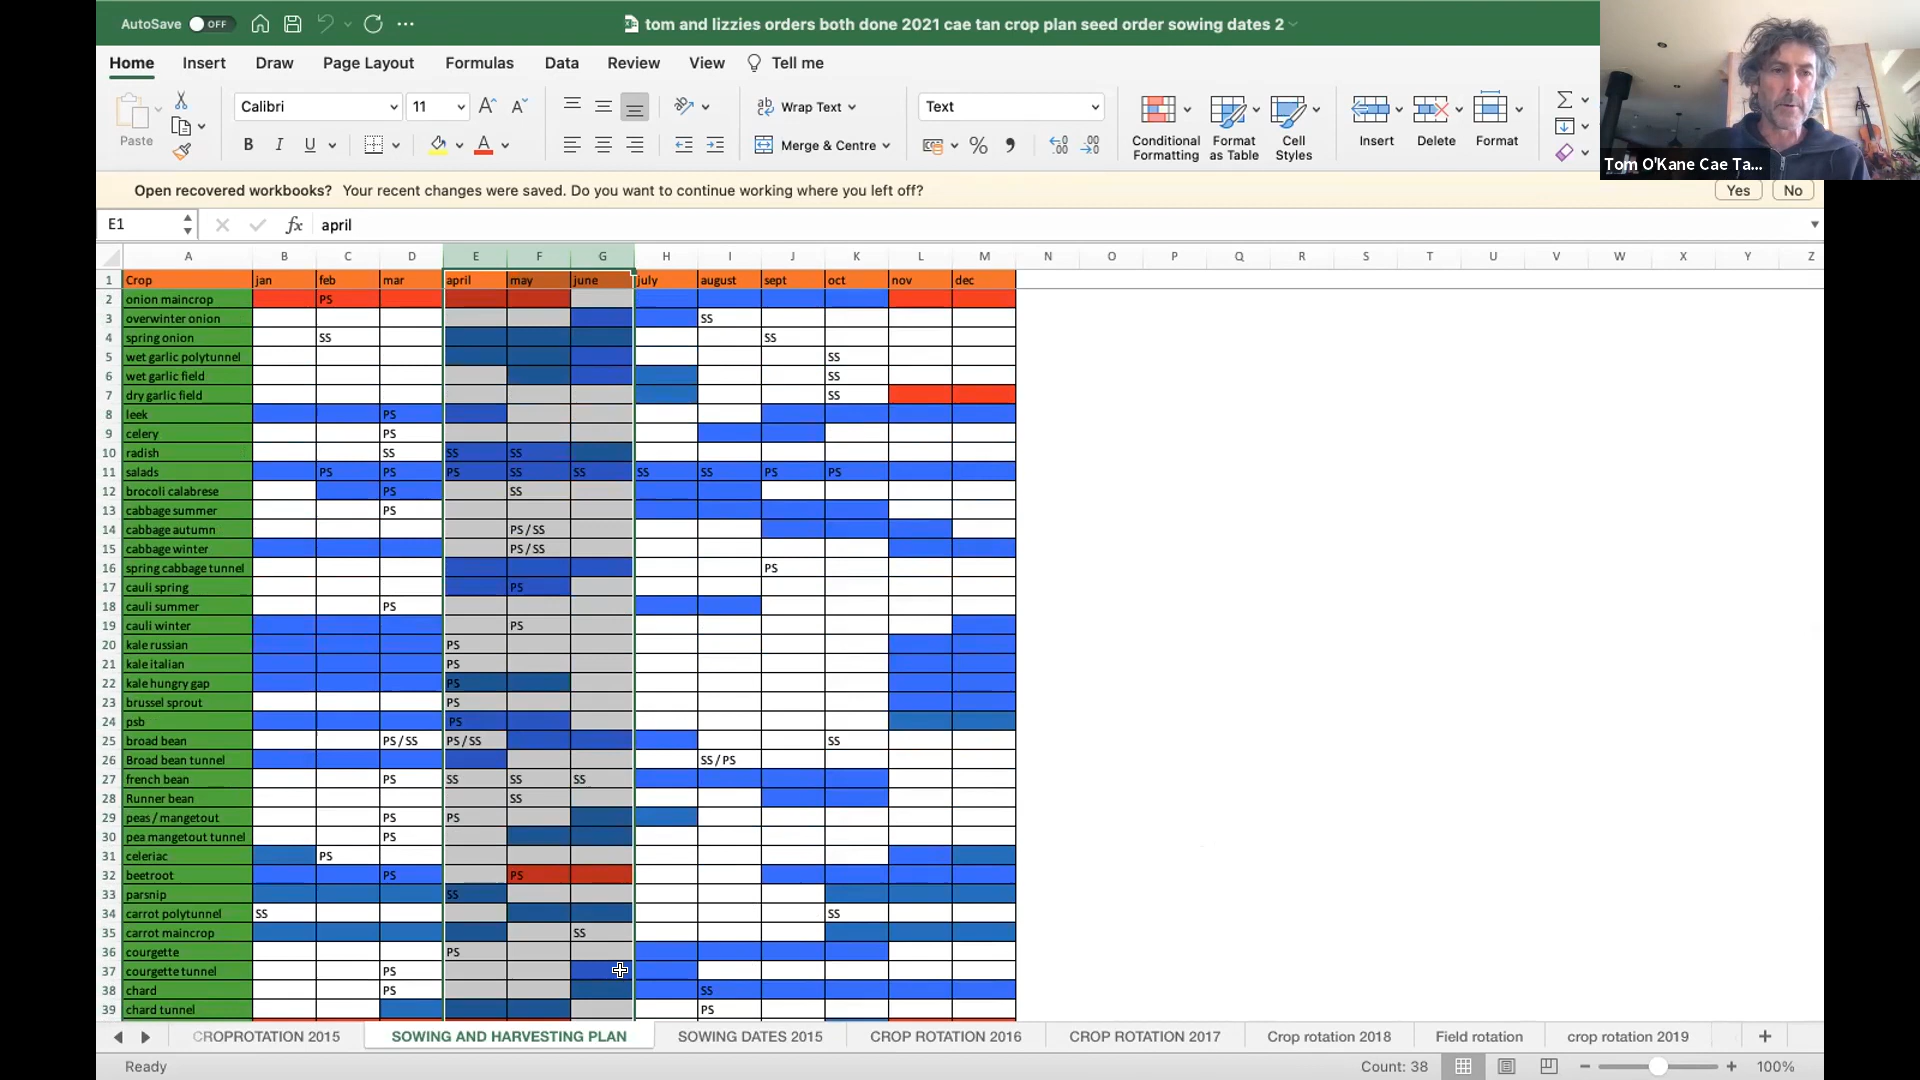 AutoSave OFF tom and lizzies orders both done 2021 cae tan crop plan seed order sowing dates 2
Home Insert Draw Page Layout Formulas Data Review View Tell me
Calibri 11 Wrap Text Text
Paste B I U Merge & Centre % Conditional Formatting Format as Table Cell Styles Insert Delete Format
Tom O'Kane Cae Ta...
Open recovered workbooks? Your recent changes were saved. Do you want to continue working where you left off? Yes No
E1 fx april
A B C D E F G H I J K L M N O P Q R S T U V W X Y Z
1 Crop jan feb mar april may june july august sept oct nov dec
2 onion maincrop PS
3 overwinter onion SS
4 spring onion SS SS
5 wet garlic polytunnel SS
6 wet garlic field SS
7 dry garlic field SS
8 leek PS
9 celery PS
10 radish SS SS SS
11 salads PS PS PS SS SS SS SS PS PS
12 brocoli calabrese PS SS
13 cabbage summer PS
14 cabbage autumn PS / SS
15 cabbage winter PS / SS
16 spring cabbage tunnel PS
17 cauli spring PS
18 cauli summer PS
19 cauli winter PS
20 kale russian PS
21 kale italian PS
22 kale hungry gap PS
23 brussel sprout PS
24 psb PS
25 broad bean PS / SS PS / SS SS
26 Broad bean tunnel SS / PS
27 french bean PS SS SS SS
28 Runner bean SS
29 peas / mangetout PS PS
30 pea mangetout tunnel PS
31 celeriac PS
32 beetroot PS PS
33 parsnip SS
34 carrot polytunnel SS SS
35 carrot maincrop SS
36 courgette PS
37 courgette tunnel PS
38 chard PS SS
39 chard tunnel PS
CROPROTATION 2015 SOWING AND HARVESTING PLAN SOWING DATES 2015 CROP ROTATION 2016 CROP ROTATION 2017 Crop rotation 2018 Field rotation crop rotation 2019
Ready Count: 38 100%